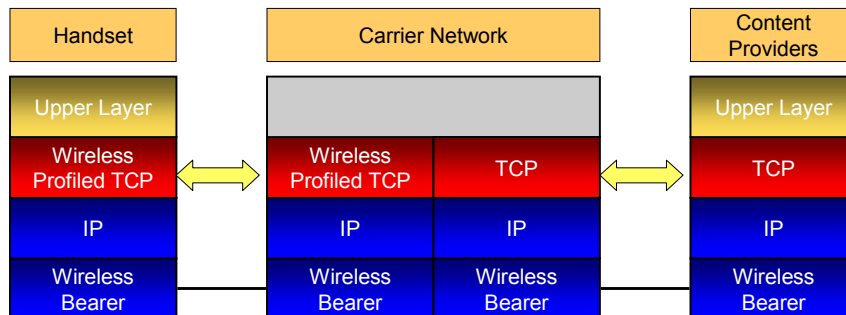 Handset
Carrier Network
Content
Providers
Upper Layer
Upper Layer
Wireless
Profiled TCP
Wireless
Profiled TCP
TCP
TCP
IP
IP
IP
IP
Wireless
Bearer
Wireless
Bearer
Wireless
Bearer
Wireless
Bearer